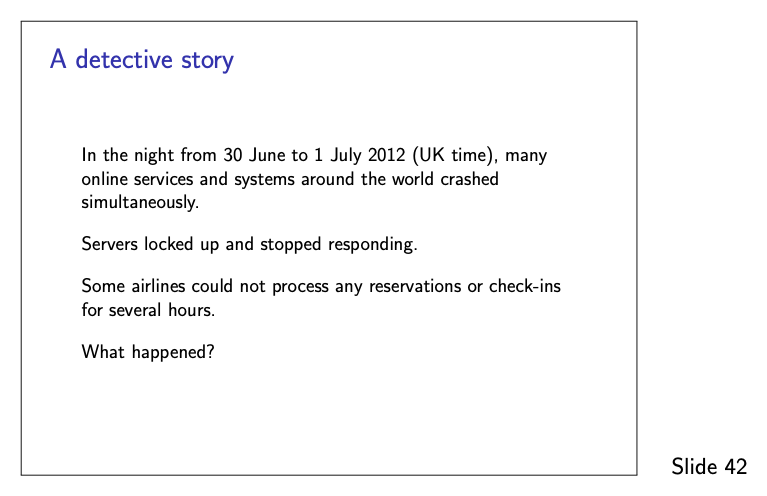 A detective story
In the night from 30 June to 1 July 2012 (UK time), many
online services and systems around the world crashed
simultaneously.
Servers locked up and stopped responding.
Some airlines could not process any reservations or check-ins
for several hours.
What happened?
Slide 42